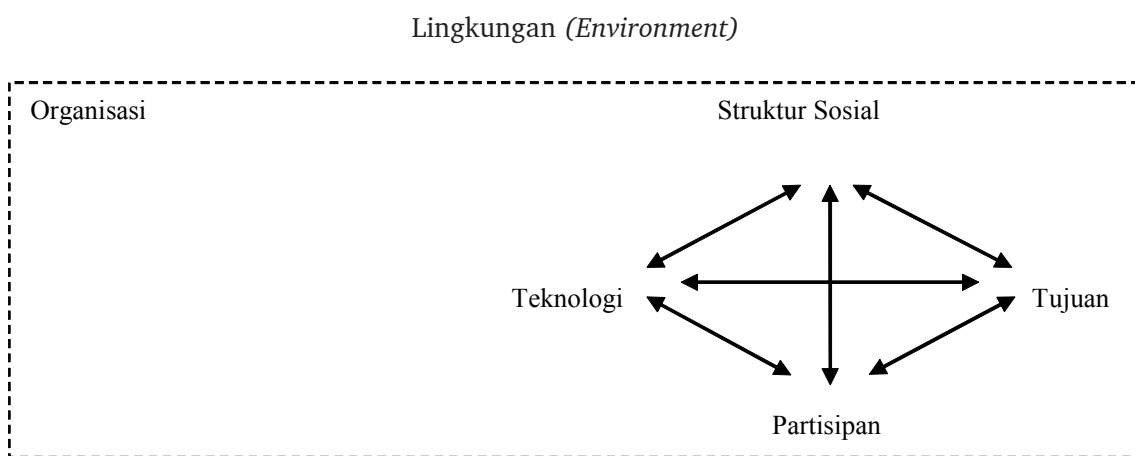 Lingkungan (Environment)
Organisasi
Struktur Sosial
Teknologi
Tujuan
Partisipan